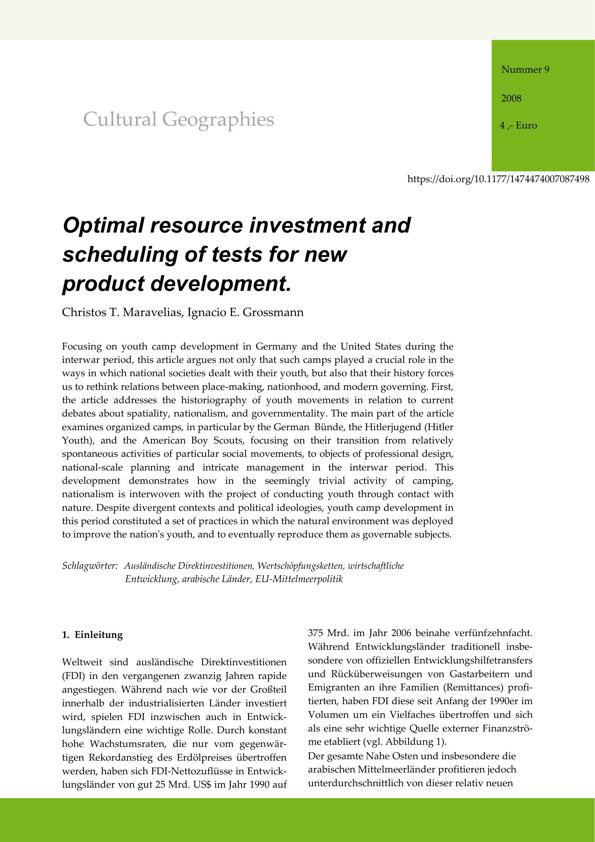 Nummer 9
2008
4 ,- Euro
Cultural Geographies
https://doi.org/10.1177/1474474007087498
Optimal resource investment and
scheduling of tests for new
product development.
Christos T. Maravelias, Ignacio E. Grossmann
Focusing on youth camp development in Germany and the United States during the
interwar period, this article argues not only that such camps played a crucial role in the
ways in which national societies dealt with their youth, but also that their history forces
us to rethink relations between place-making, nationhood, and modern governing. First,
the article addresses the historiography of youth movements in relation to current
debates about spatiality, nationalism, and governmentality. The main part of the article
examines organized camps, in particular by the German Bünde, the Hitlerjugend (Hitler
Youth), and the American Boy Scouts, focusing on their transition from relatively
spontaneous activities of particular social movements, to objects of professional design,
national-scale planning and intricate management in the interwar period. This
development demonstrates how in the seemingly trivial activity of camping,
nationalism is interwoven with the project of conducting youth through contact with
nature. Despite divergent contexts and political ideologies, youth camp development in
this period constituted a set of practices in which the natural environment was deployed
to improve the nation's youth, and to eventually reproduce them as governable subjects.
Schlagwörter: Ausländische Direktinvestitionen, Wertschöpfungsketten, wirtschaftliche
Entwicklung, arabische Länder, EU-Mittelmeerpolitik
1. Einleitung
Weltweit sind ausländische Direktinvestitionen
(FDI) in den vergangenen zwanzig Jahren rapide
angestiegen. Während nach wie vor der Großteil
innerhalb der industrialisierten Länder investiert
wird, spielen FDI inzwischen auch in Entwick-
lungsländern eine wichtige Rolle. Durch konstant
hohe Wachstumsraten, die nur vom gegenwär-
tigen Rekordanstieg des Erdölpreises übertroffen
werden, haben sich FDI-Nettozuflüsse in Entwick-
lungsländer von gut 25 Mrd. US$ im Jahr 1990 auf
375 Mrd. im Jahr 2006 beinahe verfünfzehnfacht.
Während Entwicklungsländer traditionell insbe-
sondere von offiziellen Entwicklungshilfetransfers
und Rücküberweisungen von Gastarbeitern und
Emigranten an ihre Familien (Remittances) profi-
tierten, haben FDI diese seit Anfang der 1990er im
Volumen um ein Vielfaches übertroffen und sich
als eine sehr wichtige Quelle externer Finanzströ-
me etabliert (vgl. Abbildung 1).
Der gesamte Nahe Osten und insbesondere die
arabischen Mittelmeerländer profitieren jedoch
unterdurchschnittlich von dieser relativ neuen